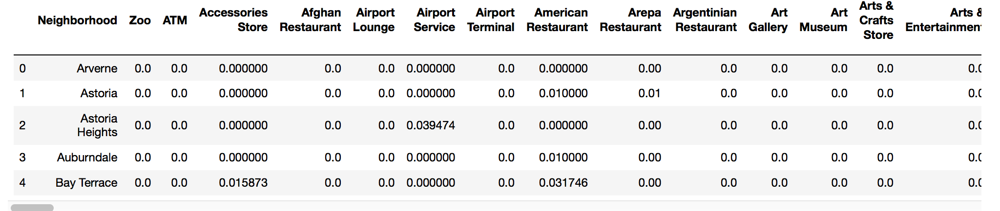 Neighborhood Zoo ATM Accessories Store Afghan Restaurant Airport Lounge Airport Service Airport Terminal American Restaurant Arepa Restaurant Argentinian Restaurant Art Gallery Art Museum Arts & Crafts Store Arts & Entertainment
0 Arverne 0.0 0.0 0.000000 0.0 0.0 0.000000 0.0 0.000000 0.00 0.0 0.0 0.0 0.0 0.0
1 Astoria 0.0 0.0 0.000000 0.0 0.0 0.000000 0.0 0.010000 0.01 0.0 0.0 0.0 0.0 0.0
2 Astoria Heights 0.0 0.0 0.000000 0.0 0.0 0.039474 0.0 0.000000 0.00 0.0 0.0 0.0 0.0 0.0
3 Auburndale 0.0 0.0 0.000000 0.0 0.0 0.000000 0.0 0.010000 0.00 0.0 0.0 0.0 0.0 0.0
4 Bay Terrace 0.0 0.0 0.015873 0.0 0.0 0.000000 0.0 0.031746 0.00 0.0 0.0 0.0 0.0 0.0